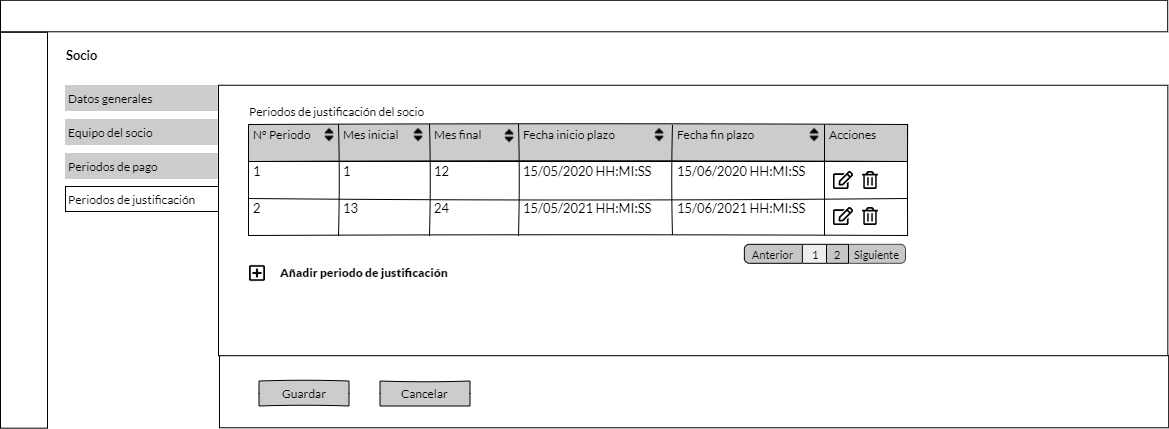 Socio
Datos generales
Equipo del socio
Periodos de pago
Periodos de justificación
Periodos de justificación del socio
Nº Periodo Mes inicial Mes final Fecha inicio plazo Fecha fin plazo Acciones
1 1 12 15/05/2020 HH:MI:SS 15/06/2020 HH:MI:SS
2 13 24 15/05/2021 HH:MI:SS 15/06/2021 HH:MI:SS
Anterior 1 2 Siguiente
Añadir periodo de justificación
Guardar Cancelar